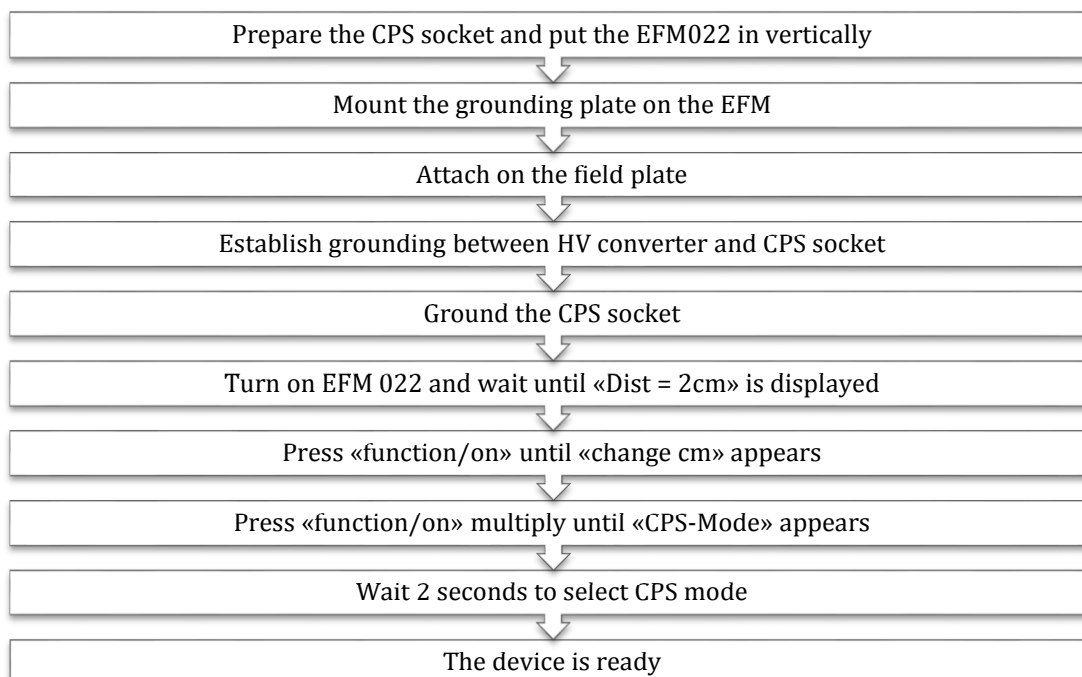 Prepare the CPS socket and put the EFM022 in vertically
Mount the grounding plate on the EFM
Attach on the field plate
Establish grounding between HV converter and CPS socket
Ground the CPS socket
Turn on EFM 022 and wait until «Dist = 2cm» is displayed
Press «function/on» until «change cm» appears
Press «function/on» multiply until «CPS-Mode» appears
Wait 2 seconds to select CPS mode
The device is ready